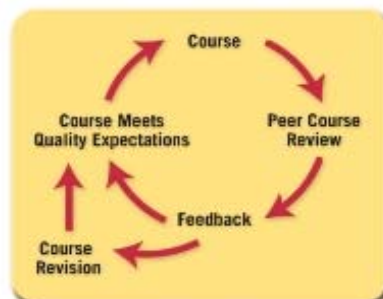 Course
Peer Course
Review
Feedback
Course
Revision
Course Meets
Quality Expectations